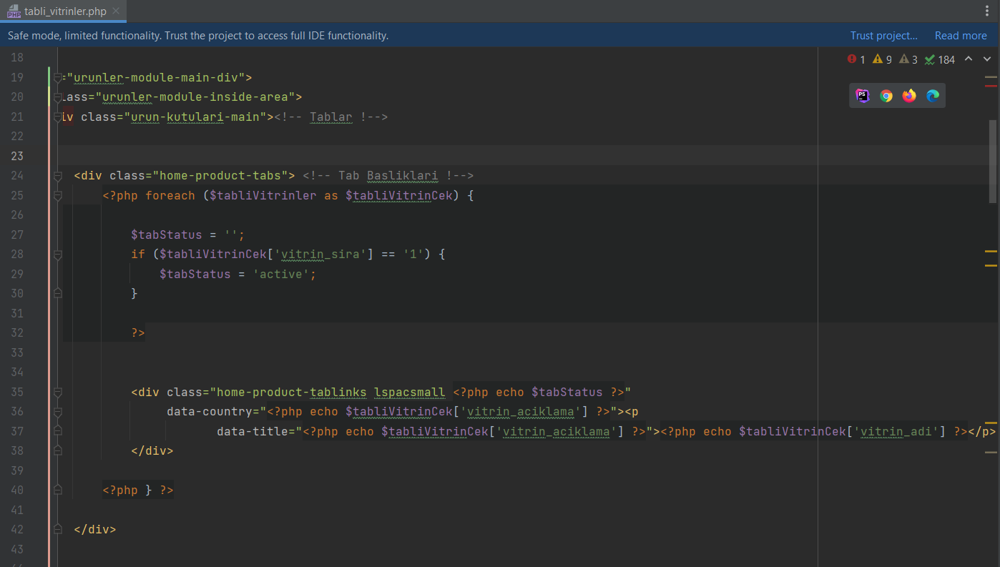 PHP tabli_vitrinler.php
Safe mode, limited functionality. Trust the project to access full IDE functionality. Trust project... Read more
1 9 3 184
18
19 ="urunler-module-main-div">
20 lass="urunler-module-inside-area">
PS
21 iv class="urun-kutulari-main"><!-- Tablar !-->
22
23
24 <div class="home-product-tabs"> <!-- Tab Basliklari !-->
25 <?php foreach ($tabliVitrinler as $tabliVitrinCek) {
26
27 $tabStatus = '';
28 if ($tabliVitrinCek['vitrin_sira'] == '1') {
29 $tabStatus = 'active';
30 }
31
32 ?>
33
34
35 <div class="home-product-tablinks lspacsmall <?php echo $tabStatus ?>"
36 data-country="<?php echo $tabliVitrinCek['vitrin_aciklama'] ?>"><p
37 data-title="<?php echo $tabliVitrinCek['vitrin_aciklama'] ?>"><?php echo $tabliVitrinCek['vitrin_adi'] ?></p>
38 </div>
39
40 <?php } ?>
41
42 </div>
43